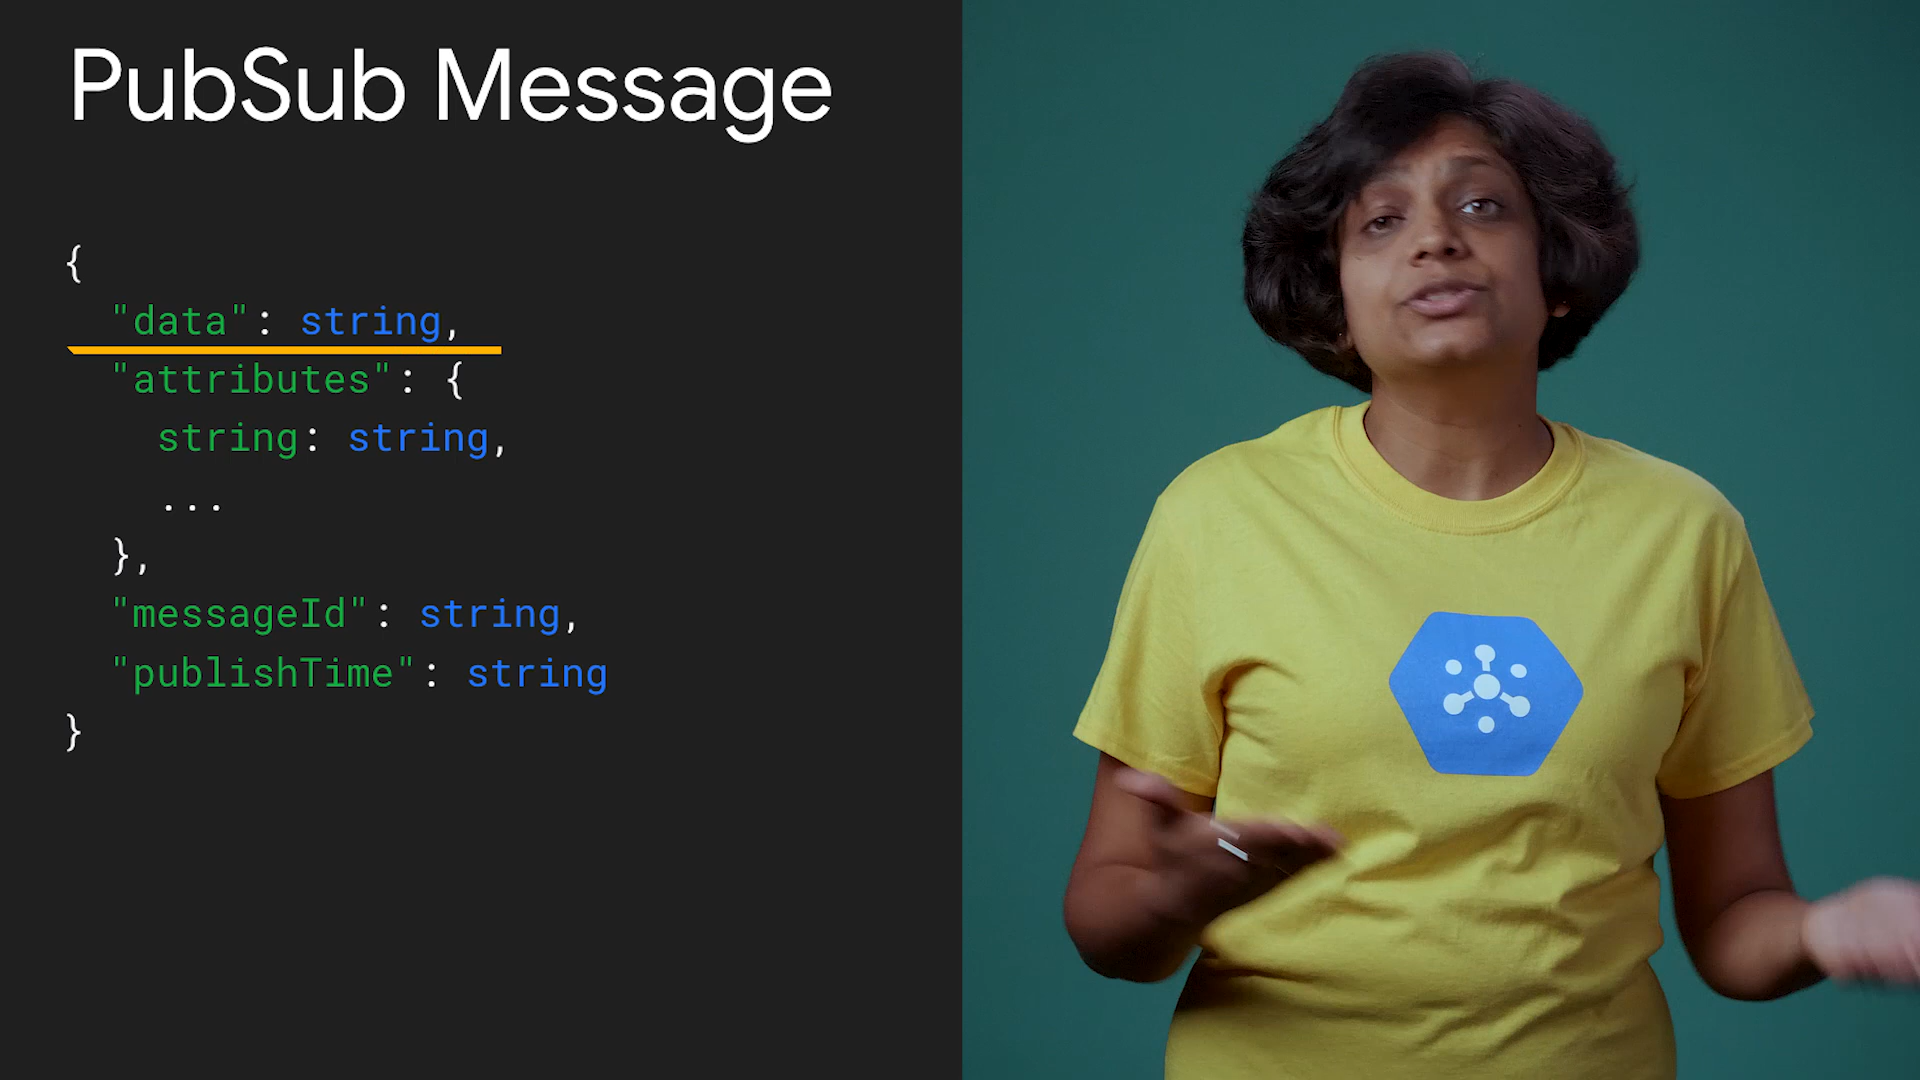 PubSub Message
{
"data": string,
"attributes": {
string: string,
...
},
"messageId": string,
"publishTime": string
}